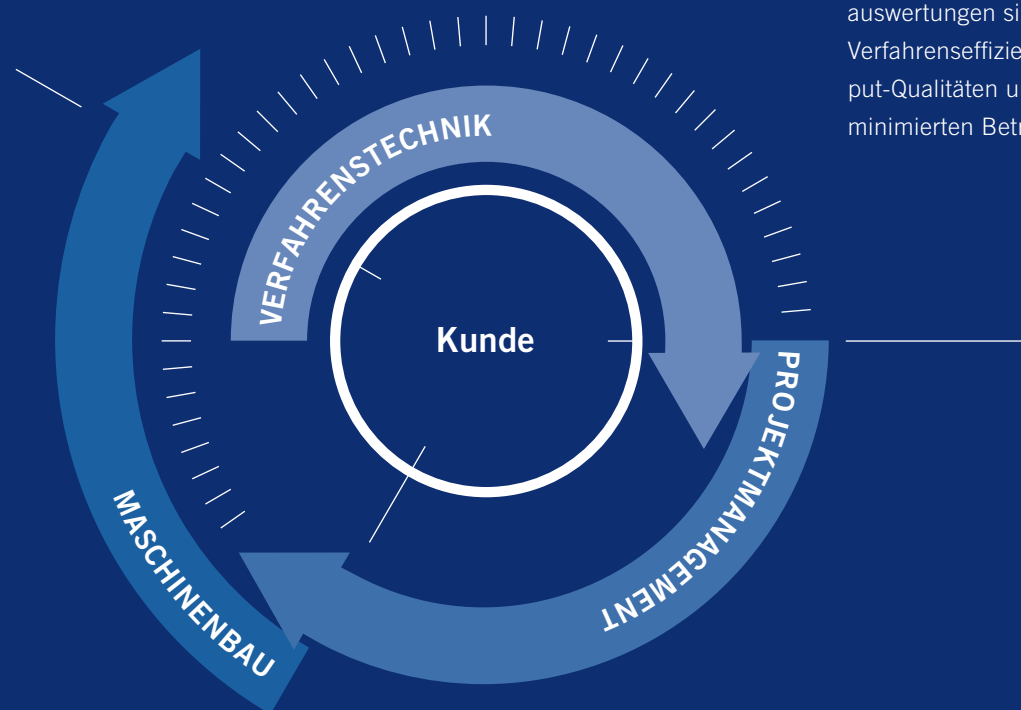 auswertungen si
Verfahrenseffizie
put-Qualitäten u
minimierten Betr
VERFAHRENSTECHNIK
Kunde
PROJEKTMANAGEMENT
MASCHINENBAU